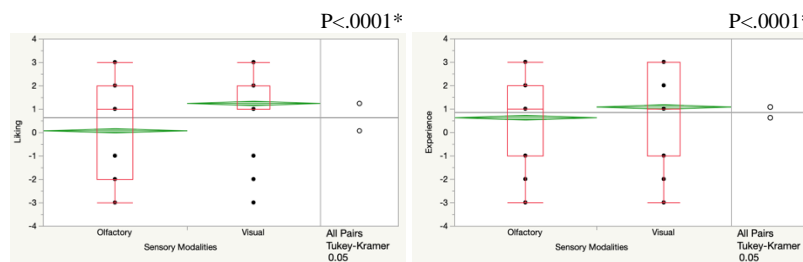 P<.0001*
4
3
2
1
0
-1
-2
-3
-4
Liking
Olfactory
Visual
Sensory Modalities
All Pairs
Tukey-Kramer
0.05
P<.0001*
4
3
2
1
0
-1
-2
-3
-4
Experience
Olfactory
Visual
Sensory Modalities
All Pairs
Tukey-Kramer
0.05